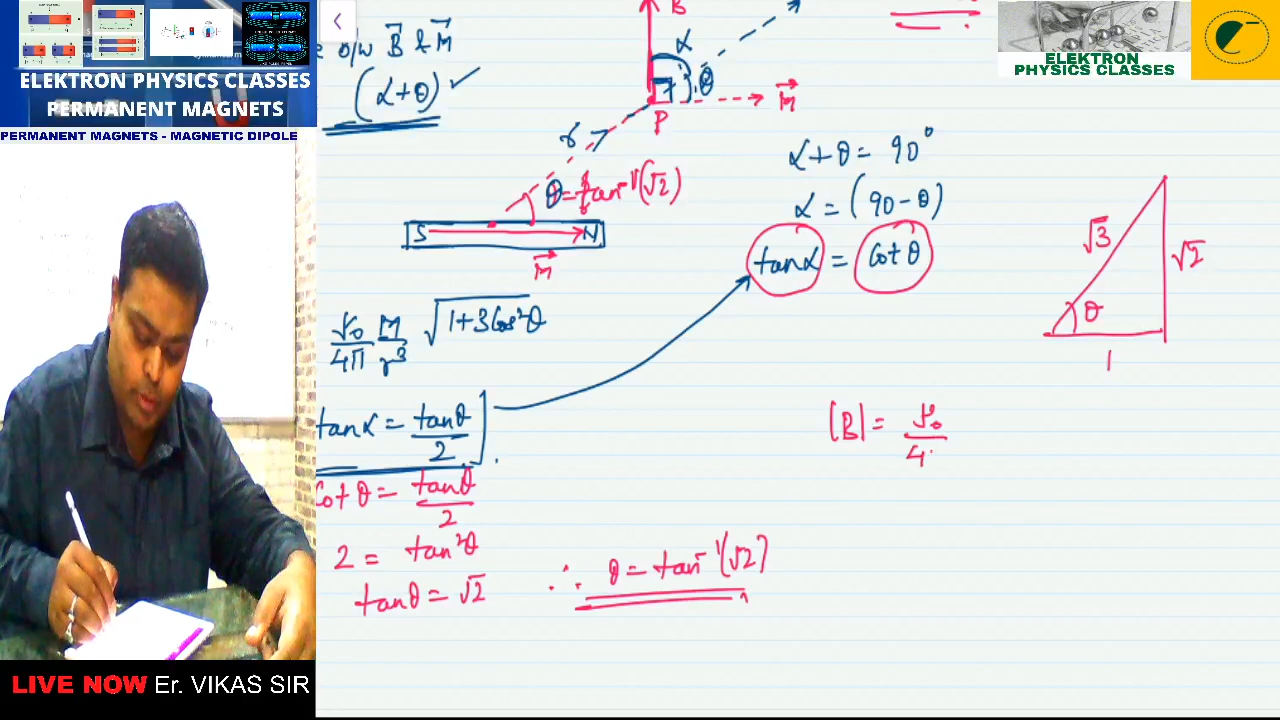 ELEKTRON PHYSICS CLASSES
PERMANENT MAGNETS
PERMANENT MAGNETS - MAGNETIC DIPOLE
LIVE NOW Er. VIKAS SIR
ELEKTRON
PHYSICS CLASSES
b/w B⃗ & M⃗
(α+θ) ✓
B
α
θ
M⃗
P
r
θ = tan⁻¹(√2)
S N
M⃗
μ₀/4π M/r³ √1+3Cos²θ
tanα = tanθ/2
Cot θ = tanθ/2
2 = tan²θ
tanθ = √2
∴ θ = tan⁻¹(√2)
α+θ = 90°
α = (90-θ)
tanα = Cot θ
√3
√2
θ
1
|B| = μ₀/4